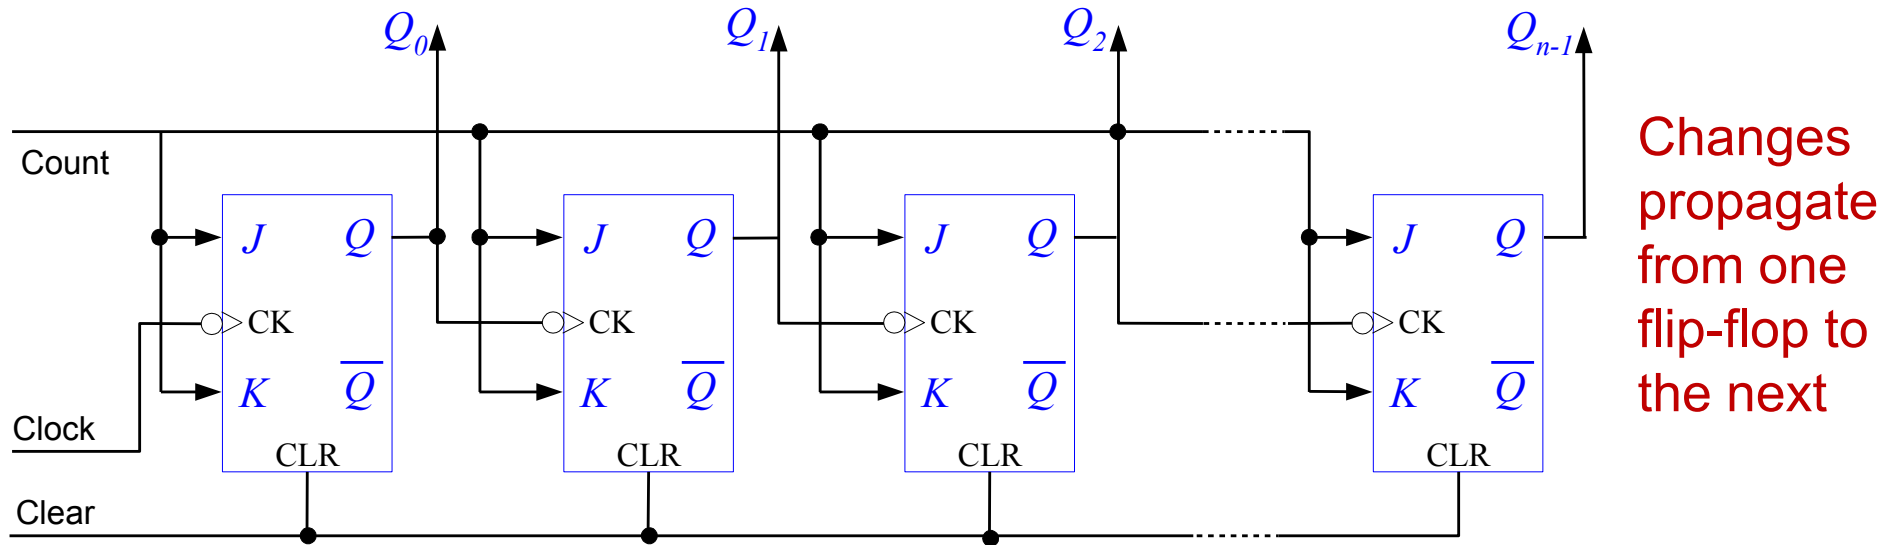 Q0 Q1 Q2 Qn-1
Count
J Q J Q J Q J Q
CK CK CK CK
K Q̅ K Q̅ K Q̅ K Q̅
Clock
CLR CLR CLR CLR
Clear
Changes
propagate
from one
flip-flop to
the next